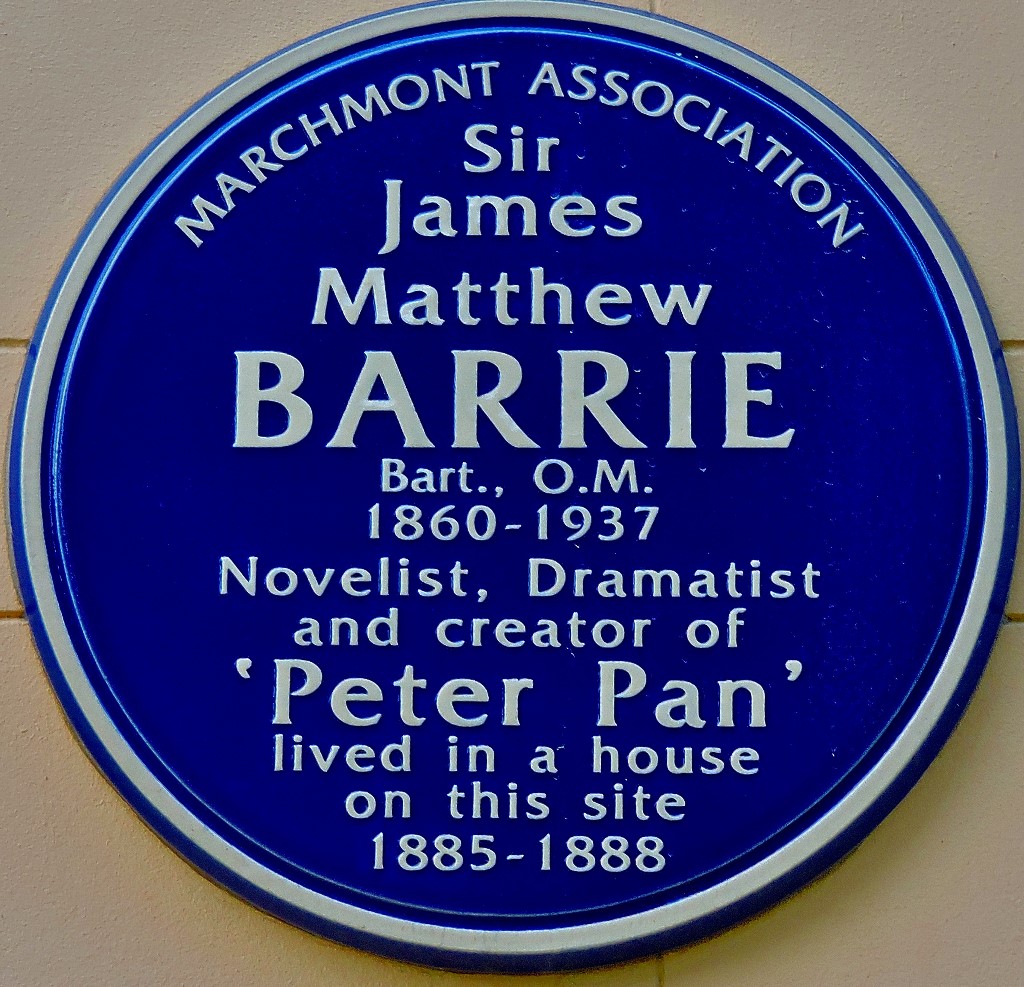 MARCHMONT ASSOCIATION
Sir
James
Matthew
BARRIE
Bart., O.M.
1860-1937
Novelist, Dramatist
and creator of
‘Peter Pan’
lived in a house
on this site
1885-1888